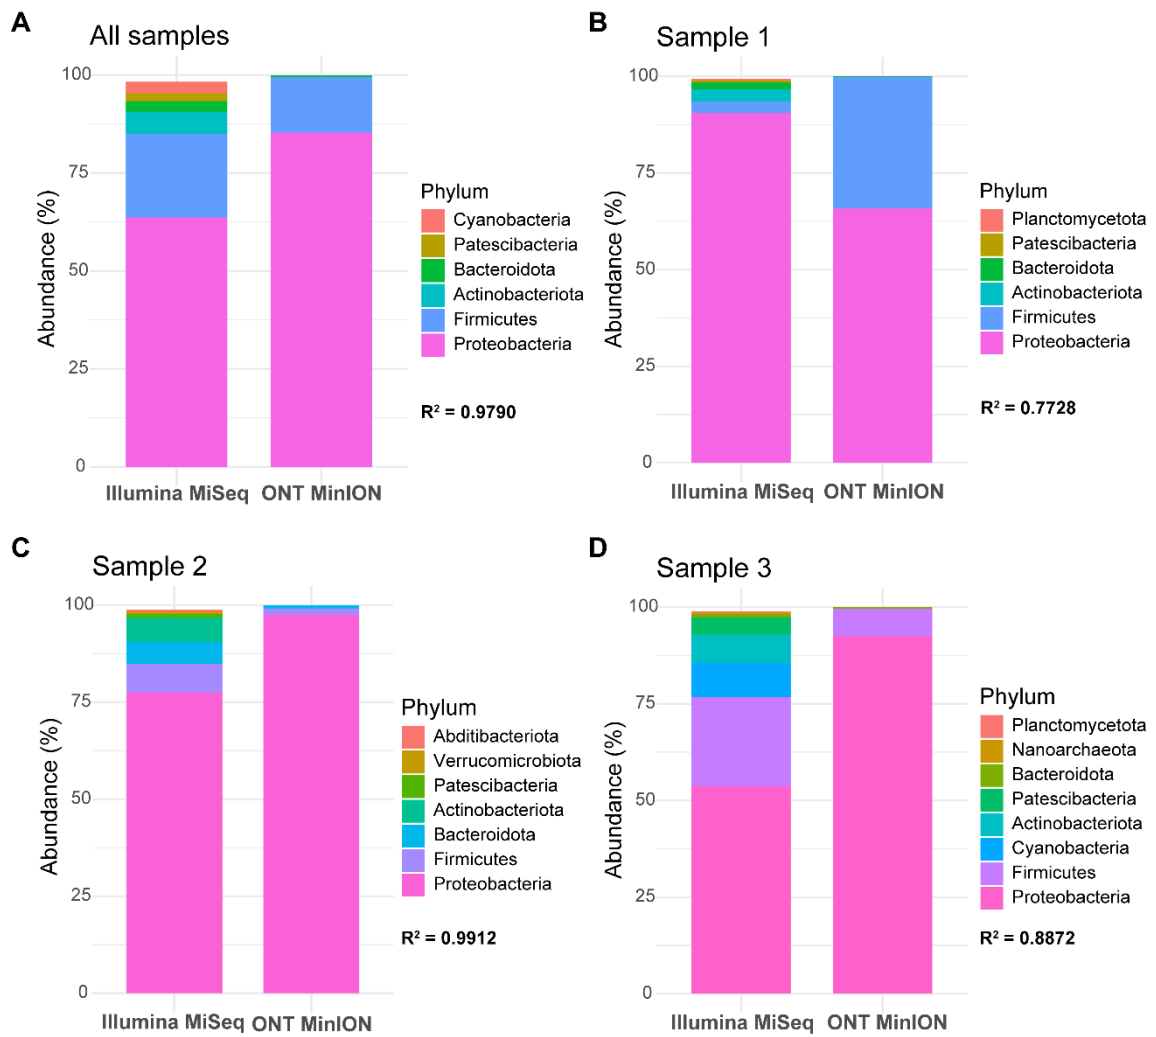 A
All samples
100
75
50
25
0
Abundance (%)
Illumina MiSeq
ONT MinION
Phylum
Cyanobacteria
Patescibacteria
Bacteroidota
Actinobacteriota
Firmicutes
Proteobacteria
R² = 0.9790
B
Sample 1
100
75
50
25
0
Abundance (%)
Illumina MiSeq
ONT MinION
Phylum
Planctomycetota
Patescibacteria
Bacteroidota
Actinobacteriota
Firmicutes
Proteobacteria
R² = 0.7728
C
Sample 2
100
75
50
25
0
Abundance (%)
Illumina MiSeq
ONT MinION
Phylum
Abditibacteriota
Verrucomicrobiota
Patescibacteria
Actinobacteriota
Bacteroidota
Firmicutes
Proteobacteria
R² = 0.9912
D
Sample 3
100
75
50
25
0
Abundance (%)
Illumina MiSeq
ONT MinION
Phylum
Planctomycetota
Nanoarchaeota
Bacteroidota
Patescibacteria
Actinobacteriota
Cyanobacteria
Firmicutes
Proteobacteria
R² = 0.8872